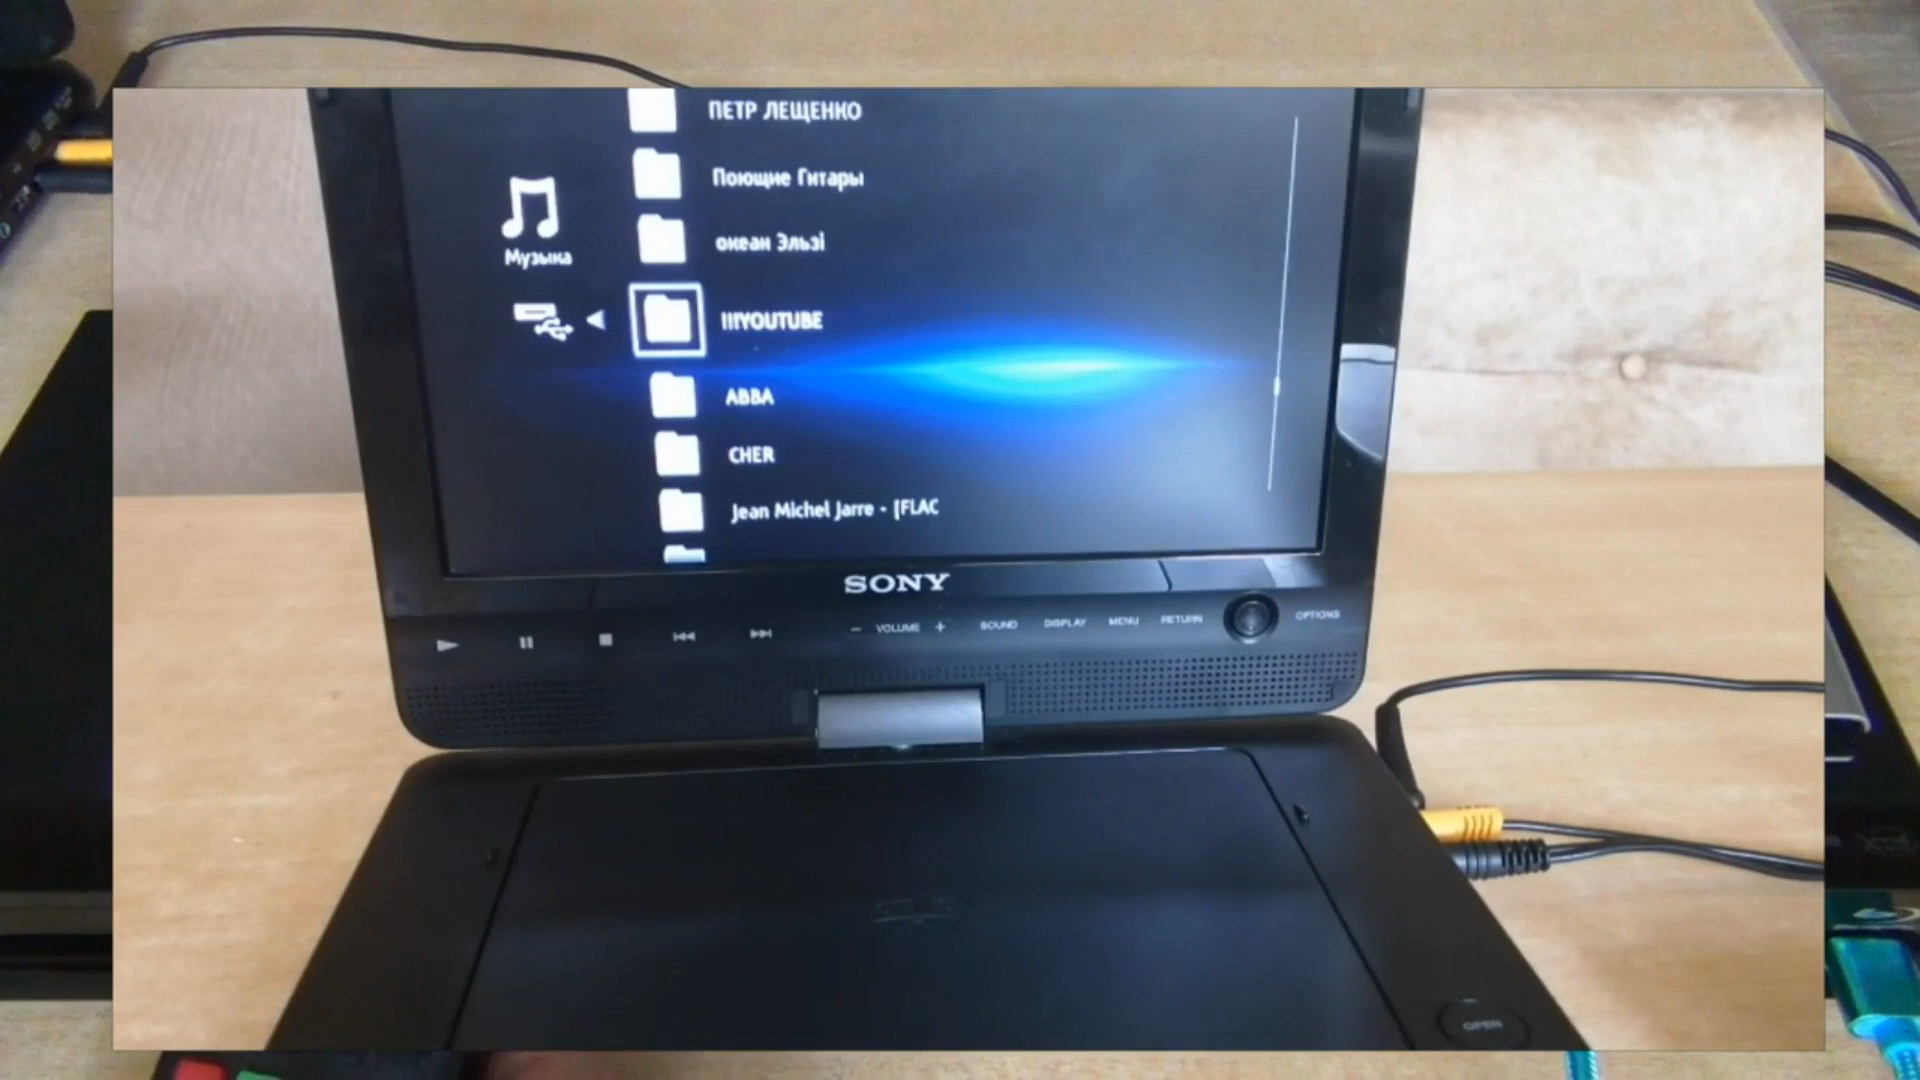 ПЕТР ЛЕЩЕНКО
Поющие Гитары
океан Эльзі
Музыка
!!!YOUTUBE
ABBA
CHER
Jean Michel Jarre - [FLAC
SONY
− VOLUME +
SOUND
DISPLAY
MENU
RETURN
OPTIONS
OPEN